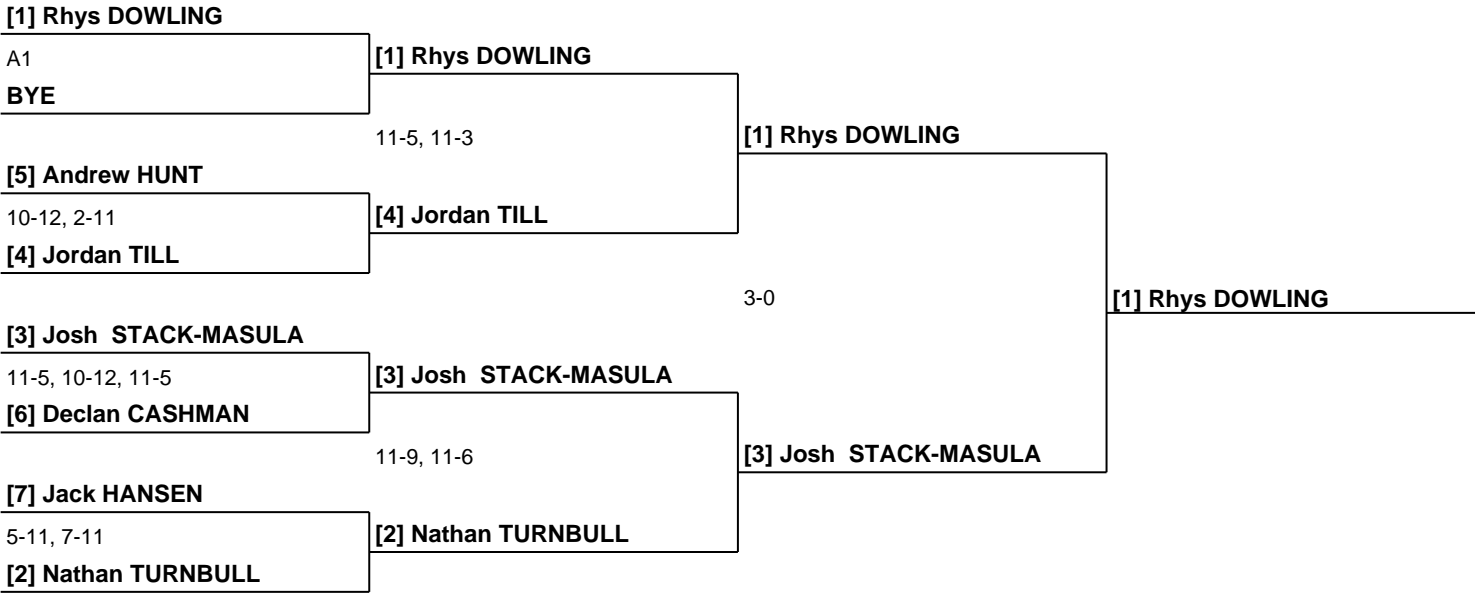 [1] Rhys DOWLING
A1
BYE
[1] Rhys DOWLING
11-5, 11-3
[1] Rhys DOWLING
[5] Andrew HUNT
10-12, 2-11
[4] Jordan TILL
[4] Jordan TILL
3-0
[1] Rhys DOWLING
[3] Josh  STACK-MASULA
11-5, 10-12, 11-5
[6] Declan CASHMAN
[3] Josh  STACK-MASULA
11-9, 11-6
[3] Josh  STACK-MASULA
[7] Jack HANSEN
5-11, 7-11
[2] Nathan TURNBULL
[2] Nathan TURNBULL